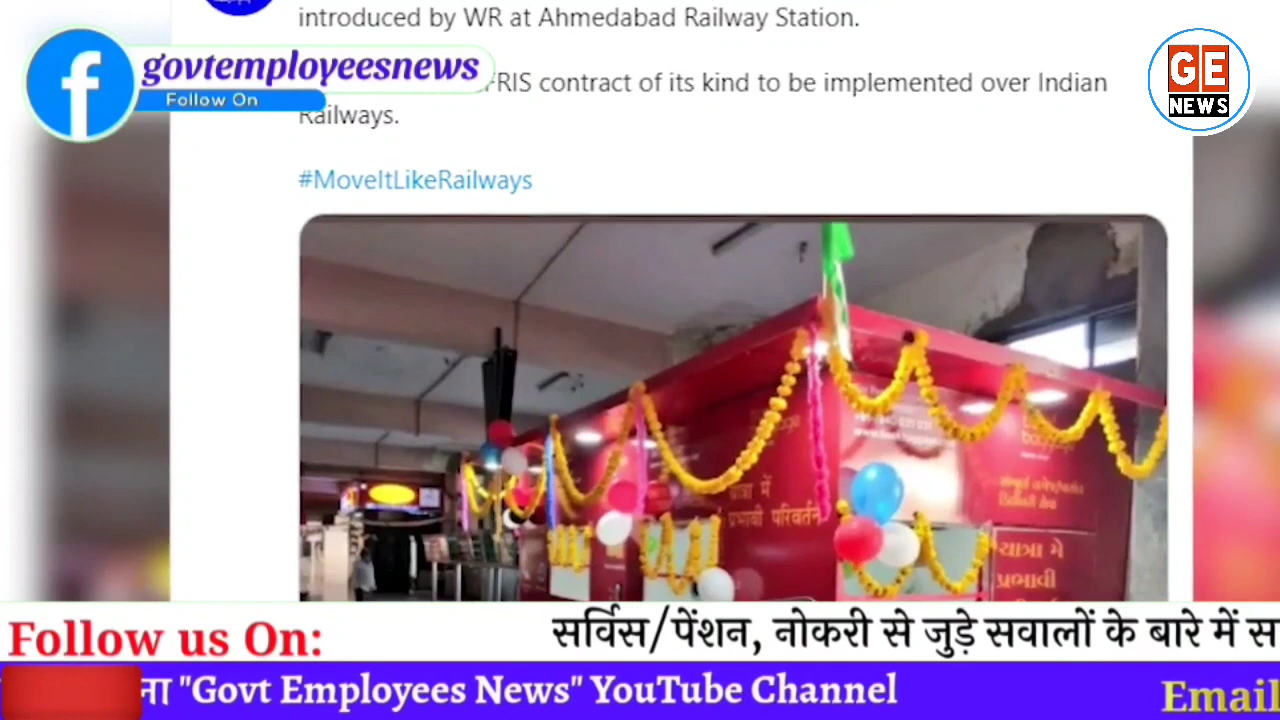 introduced by WR at Ahmedabad Railway Station.
govtemployeesnews
Follow On
FRIS contract of its kind to be implemented over Indian
Railways.
GE
NEWS
#MoveItLikeRailways
यात्रा में
प्रभावी परिवर्तन
યાત્રા મે
પ્રભાવી
Follow us On:
सर्विस/पेंशन, नोकरी से जुड़े सवालों के बारे में स
ना "Govt Employees News" YouTube Channel
Email